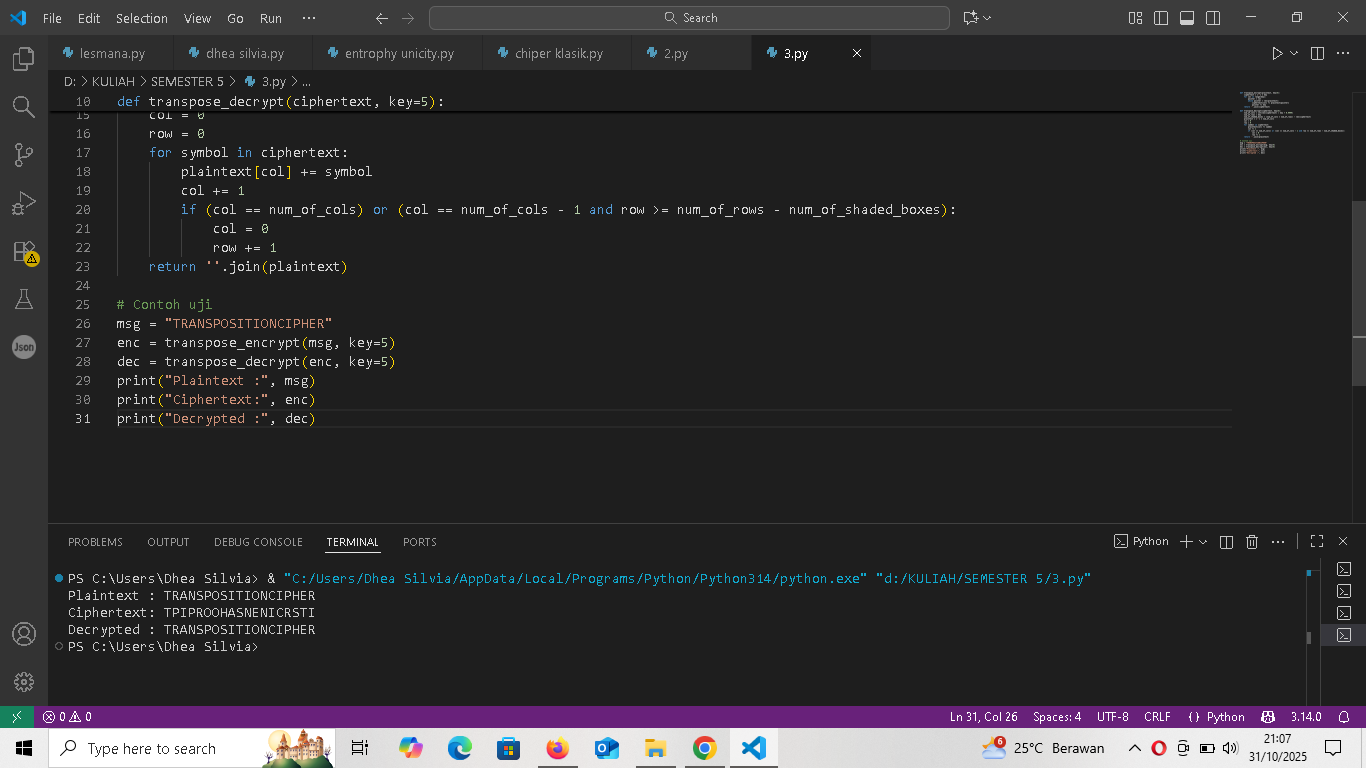 File Edit Selection View Go Run ··· Search
lesmana.py dhea silvia.py entrophy unicity.py chiper klasik.py 2.py 3.py
D: > KULIAH > SEMESTER 5 > 3.py > ...
10 def transpose_decrypt(ciphertext, key=5):
15 col = 0
16 row = 0
17 for symbol in ciphertext:
18 plaintext[col] += symbol
19 col += 1
20 if (col == num_of_cols) or (col == num_of_cols - 1 and row >= num_of_rows - num_of_shaded_boxes):
21 col = 0
22 row += 1
23 return ''.join(plaintext)
24
25 # Contoh uji
26 msg = "TRANSPOSITIONCIPHER"
27 enc = transpose_encrypt(msg, key=5)
28 dec = transpose_decrypt(enc, key=5)
29 print("Plaintext :", msg)
30 print("Ciphertext:", enc)
31 print("Decrypted :", dec)
PROBLEMS OUTPUT DEBUG CONSOLE TERMINAL PORTS Python
PS C:\Users\Dhea Silvia> & "C:/Users/Dhea Silvia/AppData/Local/Programs/Python/Python314/python.exe" "d:/KULIAH/SEMESTER 5/3.py"
Plaintext : TRANSPOSITIONCIPHER
Ciphertext: TPIPROOHASNENICRSTI
Decrypted : TRANSPOSITIONCIPHER
PS C:\Users\Dhea Silvia>
Json
0 0 Ln 31, Col 26 Spaces: 4 UTF-8 CRLF {} Python 3.14.0
Type here to search 6 25°C Berawan 21:07
31/10/2025